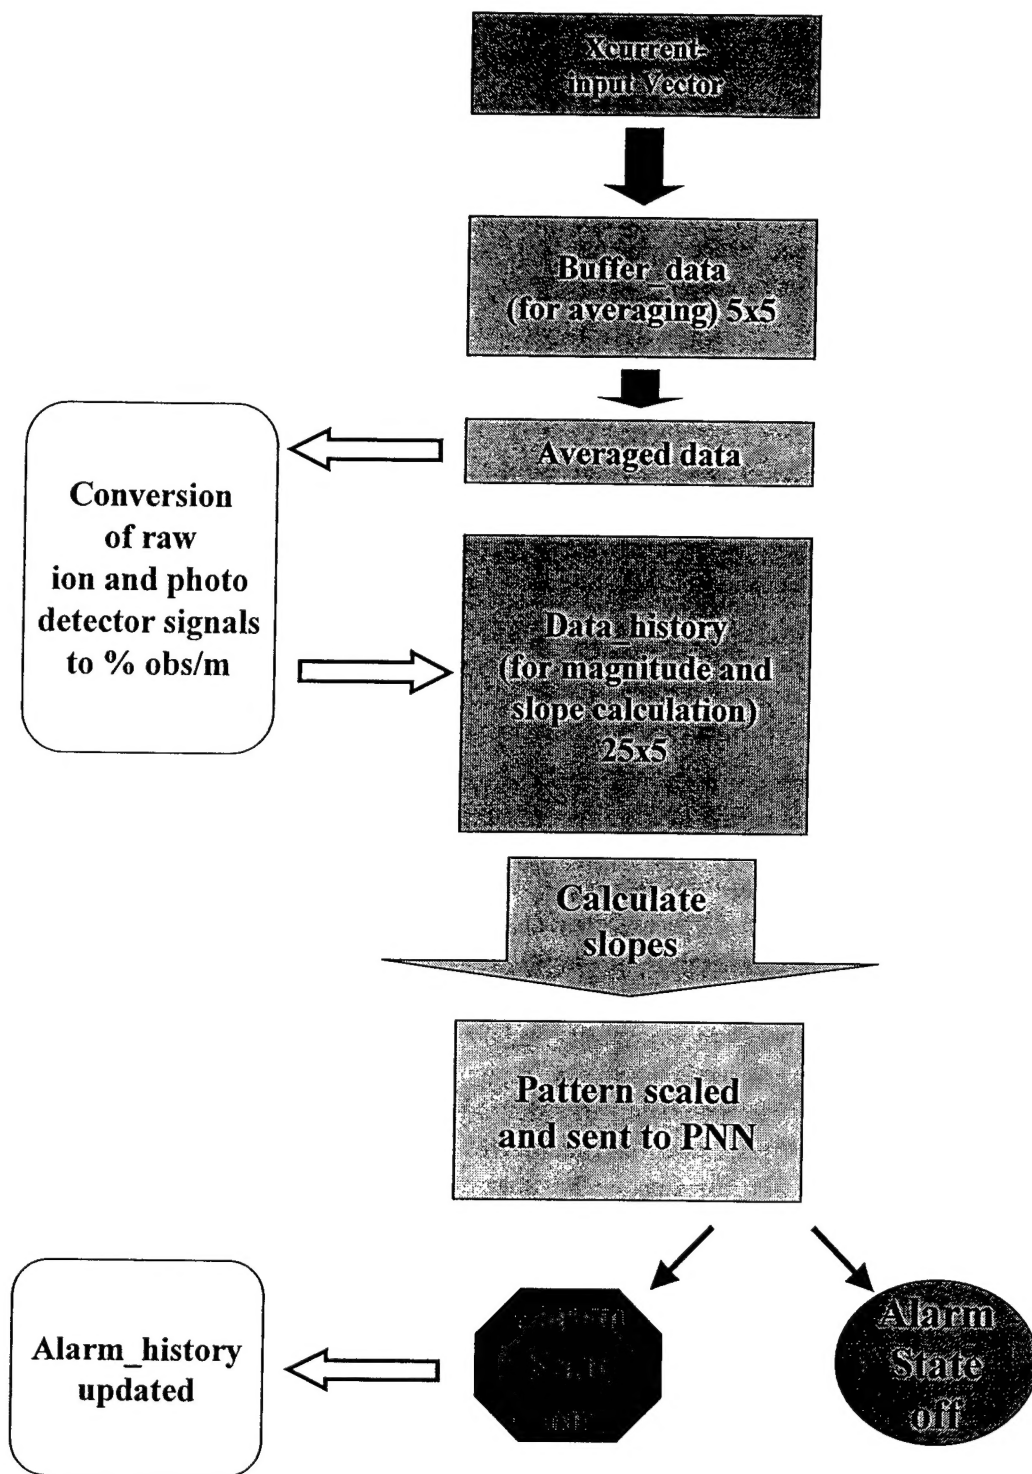 Xcurrent-
input Vector
Buffer_data
(for averaging) 5x5
Averaged data
Conversion
of raw
ion and photo
detector signals
to % obs/m
Data_history
(for magnitude and
slope calculation)
25x5
Calculate
slopes
Pattern scaled
and sent to PNN
Alarm_history
updated
State
Alarm
State
off